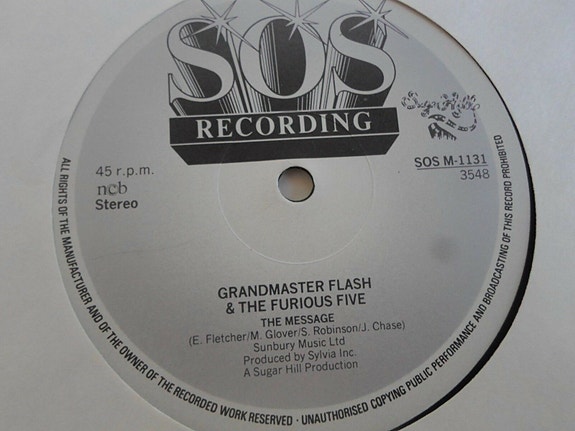 SOS
RECORDING
Sugar Hill
45 r.p.m.
ncb
Stereo
SOS M-1131
3548
GRANDMASTER FLASH
& THE FURIOUS FIVE
THE MESSAGE
(E. Fletcher/M. Glover/S. Robinson/J. Chase)
Sunbury Music Ltd
Produced by Sylvia Inc.
A Sugar Hill Production
ALL RIGHTS OF THE MANUFACTURER AND OF THE OWNER OF THE RECORDED WORK RESERVED · UNAUTHORISED COPYING PUBLIC PERFORMANCE AND BROADCASTING OF THIS RECORD PROHIBITED